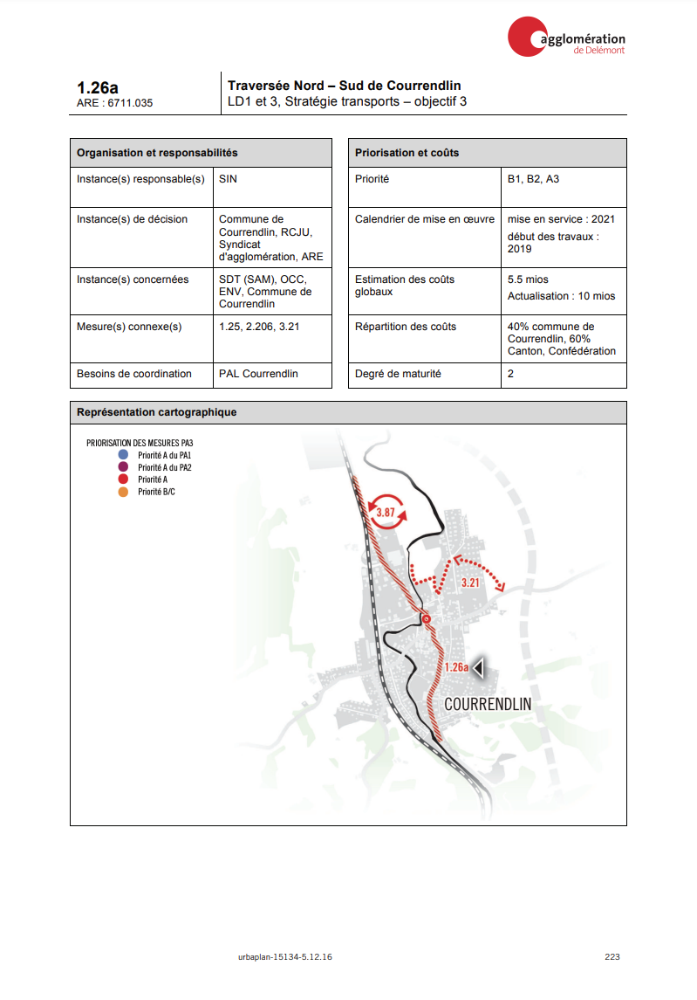 agglomération
de Delémont
1.26a
ARE : 6711.035
Traversée Nord – Sud de Courrendlin
LD1 et 3, Stratégie transports – objectif 3
Organisation et responsabilités
Instance(s) responsable(s)
SIN
Instance(s) de décision
Commune de
Courrendlin, RCJU,
Syndicat
d'agglomération, ARE
Instance(s) concernées
SDT (SAM), OCC,
ENV, Commune de
Courrendlin
Mesure(s) connexe(s)
1.25, 2.206, 3.21
Besoins de coordination
PAL Courrendlin
Priorisation et coûts
Priorité
B1, B2, A3
Calendrier de mise en œuvre
mise en service : 2021
début des travaux :
2019
Estimation des coûts
globaux
5.5 mios
Actualisation : 10 mios
Répartition des coûts
40% commune de
Courrendlin, 60%
Canton, Confédération
Degré de maturité
2
Représentation cartographique
PRIORISATION DES MESURES PA3
Priorité A du PA1
Priorité A du PA2
Priorité A
Priorité B/C
3.87
3.21
1.26a
COURRENDLIN
urbaplan-15134-5.12.16
223